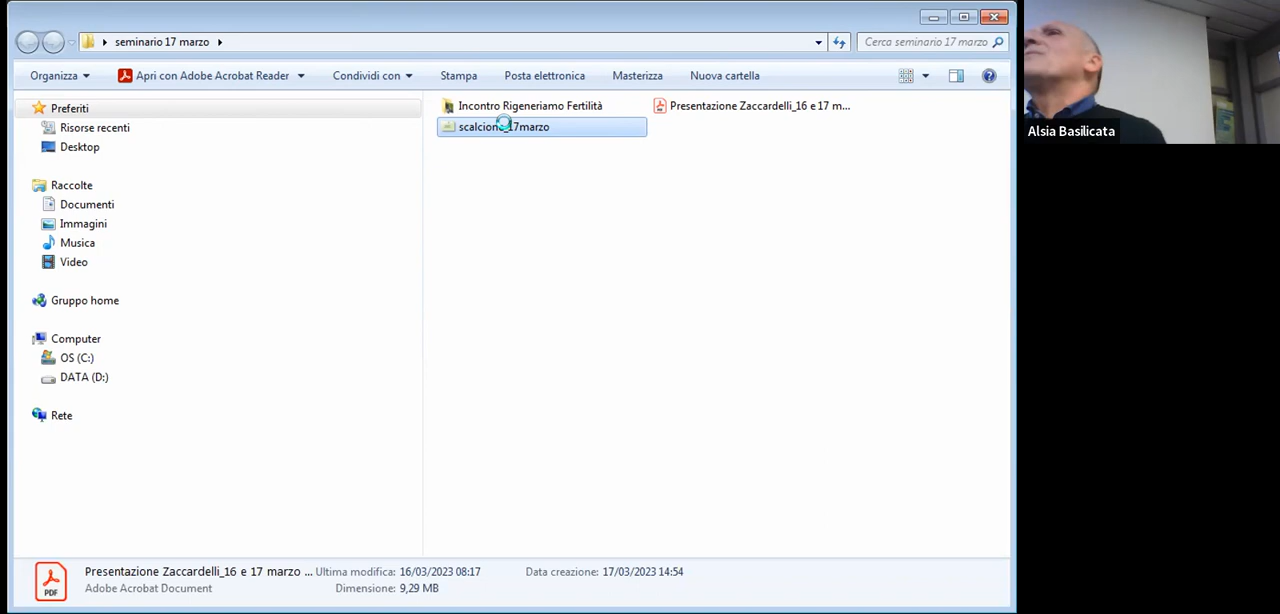 seminario 17 marzo
Cerca seminario 17 marzo
Organizza
Apri con Adobe Acrobat Reader
Condividi con
Stampa
Posta elettronica
Masterizza
Nuova cartella
Preferiti
Risorse recenti
Desktop
Raccolte
Documenti
Immagini
Musica
Video
Gruppo home
Computer
OS (C:)
DATA (D:)
Rete
Incontro Rigeneriamo Fertilità
Presentazione Zaccardelli_16 e 17 m...
scalcione_17marzo
Presentazione Zaccardelli_16 e 17 marzo ...
Ultima modifica: 16/03/2023 08:17
Data creazione: 17/03/2023 14:54
Adobe Acrobat Document
Dimensione: 9,29 MB
PDF
Alsia Basilicata